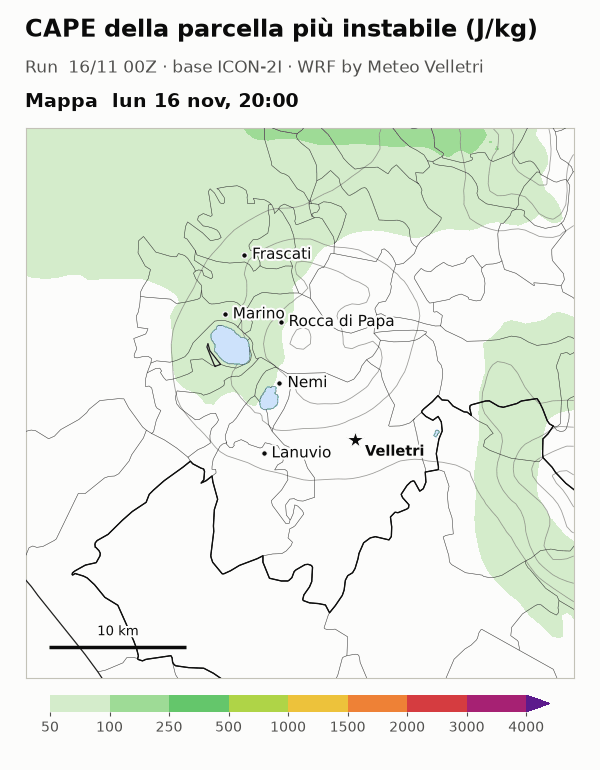 CAPE della parcella più instabile (J/kg)
Run  16/11 00Z · base ICON-2I · WRF by Meteo Velletri
Mappa  lun 16 nov, 20:00
Frascati
Marino
Rocca di Papa
Nemi
Velletri
Lanuvio
10 km
50 100 250 500 1000 1500 2000 3000 4000